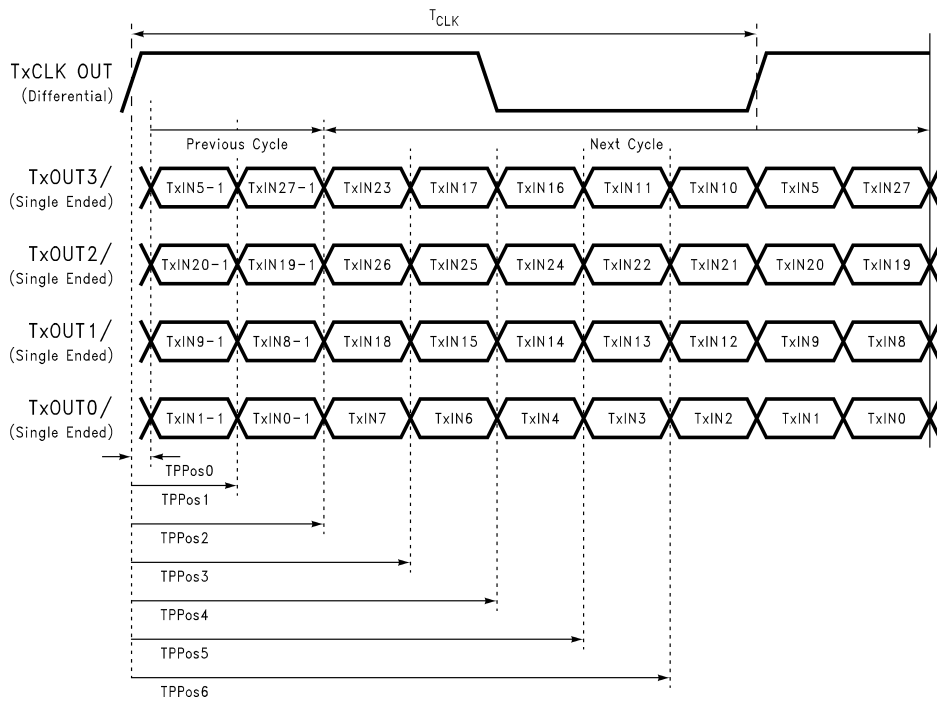 TCLK
TxCLK OUT
(Differential)
Previous Cycle
Next Cycle
TxOUT3/
(Single Ended)
TxIN5-1 TxIN27-1 TxIN23 TxIN17 TxIN16 TxIN11 TxIN10 TxIN5 TxIN27
TxOUT2/
(Single Ended)
TxIN20-1 TxIN19-1 TxIN26 TxIN25 TxIN24 TxIN22 TxIN21 TxIN20 TxIN19
TxOUT1/
(Single Ended)
TxIN9-1 TxIN8-1 TxIN18 TxIN15 TxIN14 TxIN13 TxIN12 TxIN9 TxIN8
TxOUT0/
(Single Ended)
TxIN1-1 TxIN0-1 TxIN7 TxIN6 TxIN4 TxIN3 TxIN2 TxIN1 TxIN0
TPPos0
TPPos1
TPPos2
TPPos3
TPPos4
TPPos5
TPPos6